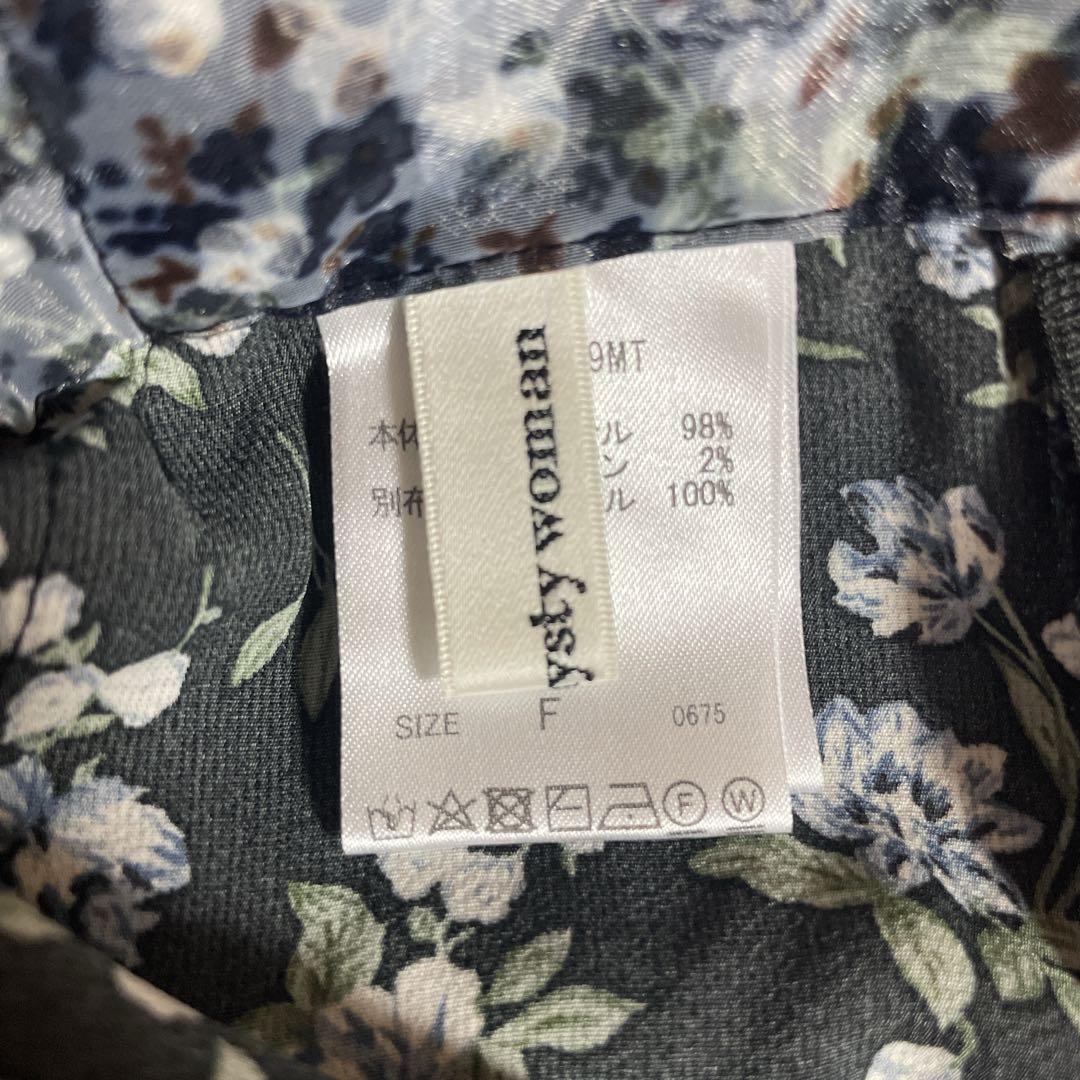 9MT
本体 ル 98%
ン 2%
別布 ル 100%
ysty woman
SIZE F 0675
F W